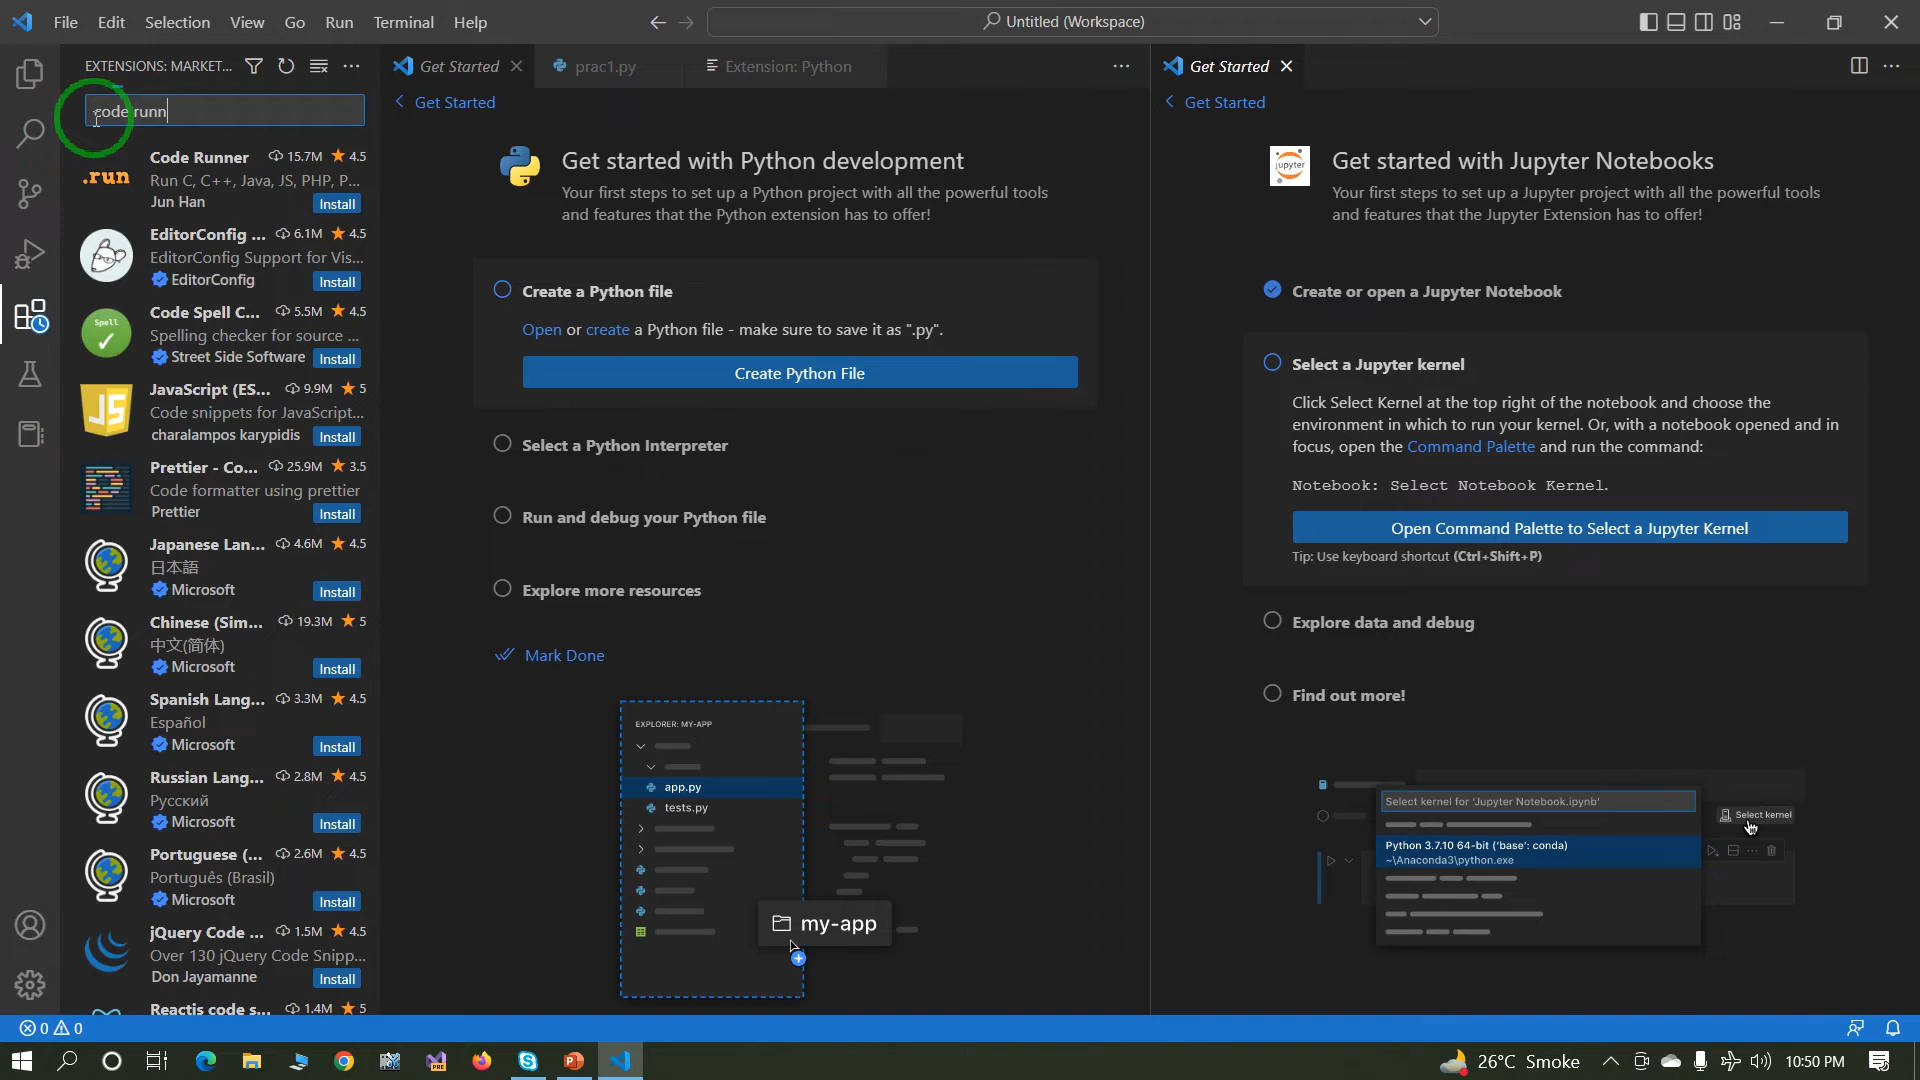 File Edit Selection View Go Run Terminal Help
Untitled (Workspace)
EXTENSIONS: MARKET...
code runn
Code Runner 15.7M 4.5
.run
Run C, C++, Java, JS, PHP, P...
Jun Han Install
EditorConfig ... 6.1M 4.5
EditorConfig Support for Vis...
EditorConfig Install
Code Spell C... 5.5M 4.5
Spell
Spelling checker for source ...
Street Side Software Install
JavaScript (ES... 9.9M 5
JS
Code snippets for JavaScript...
charalampos karypidis Install
Prettier - Co... 25.9M 3.5
Code formatter using prettier
Prettier Install
Japanese Lan... 4.6M 4.5
日本語
Microsoft Install
Chinese (Sim... 19.3M 5
中文(简体)
Microsoft Install
Spanish Lang... 3.3M 4.5
Español
Microsoft Install
Russian Lang... 2.8M 4.5
Русский
Microsoft Install
Portuguese (... 2.6M 4.5
Português (Brasil)
Microsoft Install
jQuery Code ... 1.5M 4.5
Over 130 jQuery Code Snipp...
Don Jayamanne Install
Reactjs code s... 1.4M 5
Get Started prac1.py Extension: Python
Get Started
Get started with Python development
Your first steps to set up a Python project with all the powerful tools
and features that the Python extension has to offer!
Create a Python file
Open or create a Python file - make sure to save it as ".py".
Create Python File
Select a Python Interpreter
Run and debug your Python file
Explore more resources
Mark Done
EXPLORER: MY-APP
app.py
tests.py
my-app
Get Started
Get Started
jupyter
Get started with Jupyter Notebooks
Your first steps to set up a Jupyter project with all the powerful tools
and features that the Jupyter Extension has to offer!
Create or open a Jupyter Notebook
Select a Jupyter kernel
Click Select Kernel at the top right of the notebook and choose the
environment in which to run your kernel. Or, with a notebook opened and in
focus, open the Command Palette and run the command:
Notebook: Select Notebook Kernel.
Open Command Palette to Select a Jupyter Kernel
Tip: Use keyboard shortcut (Ctrl+Shift+P)
Explore data and debug
Find out more!
Select kernel for 'Jupyter Notebook.ipynb'
Select kernel
Python 3.7.10 64-bit ('base': conda)
~\Anaconda3\python.exe
0 0
PRE
26°C Smoke
10:50 PM